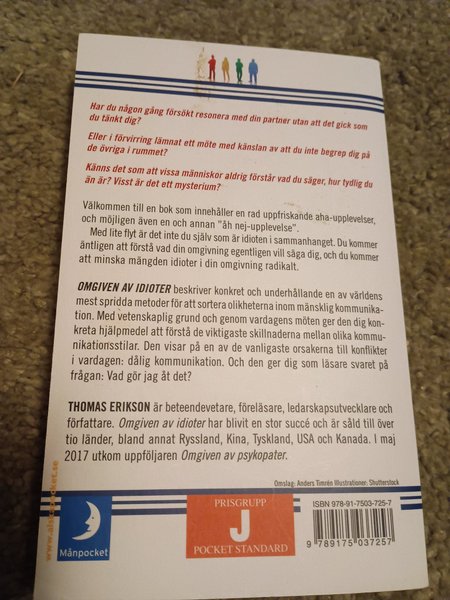 Har du någon gång försökt resonera med din partner utan att det gick som
du tänkt dig?
Eller i förvirring lämnat ett möte med känslan av att du inte begrep dig på
de övriga i rummet?
Känns det som att vissa människor aldrig förstår vad du säger, hur tydlig du
än är? Visst är det ett mysterium?
Välkommen till en bok som innehåller en rad uppfriskande aha-upplevelser,
och möjligen även en och annan "åh nej-upplevelse".
Med lite flyt är det inte du själv som är idioten i sammanhanget. Du kommer
äntligen att förstå vad din omgivning egentligen vill säga dig, och du kommer
att minska mängden idioter i din omgivning radikalt.
OMGIVEN AV IDIOTER beskriver konkret och underhållande en av världens
mest spridda metoder för att sortera olikheterna inom mänsklig kommunika-
tion. Med vetenskaplig grund och genom vardagens möten ger den dig kon-
kreta hjälpmedel att förstå de viktigaste skillnaderna mellan olika kommu-
nikationsstilar. Den visar på en av de vanligaste orsakerna till konflikter
i vardagen: dålig kommunikation. Och den ger dig som läsare svaret på
frågan: Vad gör jag åt det?
THOMAS ERIKSON är beteendevetare, föreläsare, ledarskapsutvecklare och
författare. Omgiven av idioter har blivit en stor succé och är såld till över
tio länder, bland annat Ryssland, Kina, Tyskland, USA och Kanada. I maj
2017 utkom uppföljaren Omgiven av psykopater.
Omslag: Anders Timrén Illustrationer: Shutterstock
Månpocket
PRISGRUPP
J
POCKET STANDARD
ISBN 978-91-7503-725-7
9 789175 037257